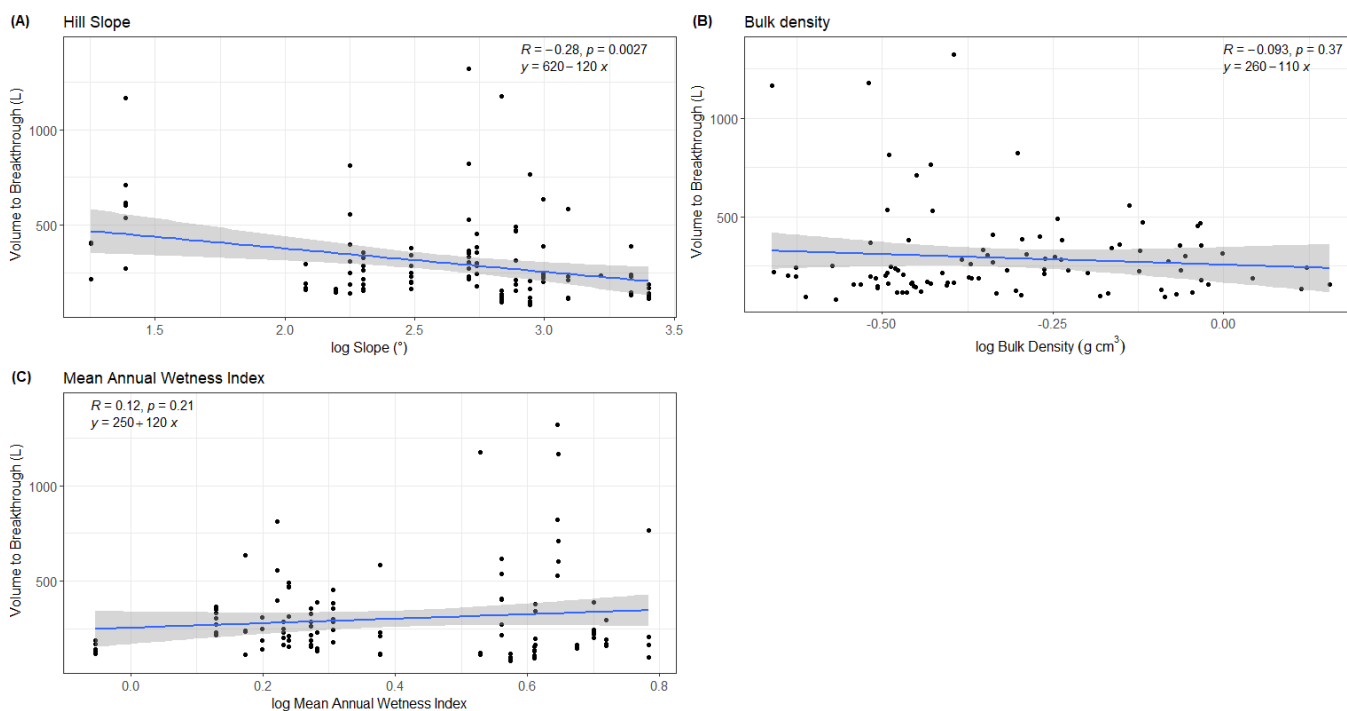 (A) Hill Slope
R = −0.28, p = 0.0027
y = 620 − 120 x
Volume to Breakthrough (L)
1000
500
1.5 2.0 2.5 3.0 3.5
log Slope (°)
(B) Bulk density
R = −0.093, p = 0.37
y = 260 − 110 x
Volume to Breakthrough (L)
1000
500
-0.50 -0.25 0.00
log Bulk Density (g cm³)
(C) Mean Annual Wetness Index
R = 0.12, p = 0.21
y = 250 + 120 x
Volume to Breakthrough (L)
1000
500
0.0 0.2 0.4 0.6 0.8
log Mean Annual Wetness Index